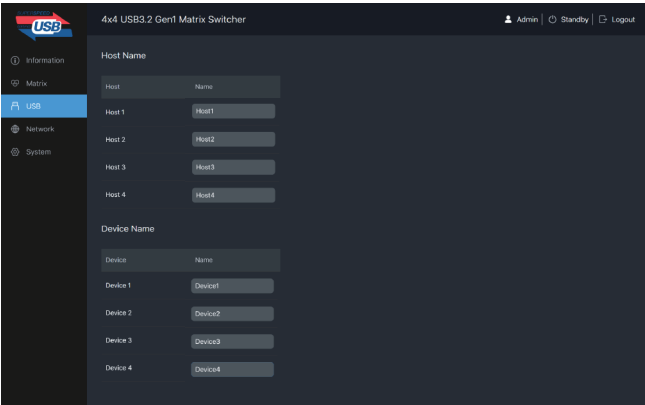 USB
4x4 USB3.2 Gen1 Matrix Switcher
Admin
Standby
Logout
Information
Matrix
USB
Network
System
Host Name
Host Name
Host 1 Host1
Host 2 Host2
Host 3 Host3
Host 4 Host4
Device Name
Device Name
Device 1 Device1
Device 2 Device2
Device 3 Device3
Device 4 Device4